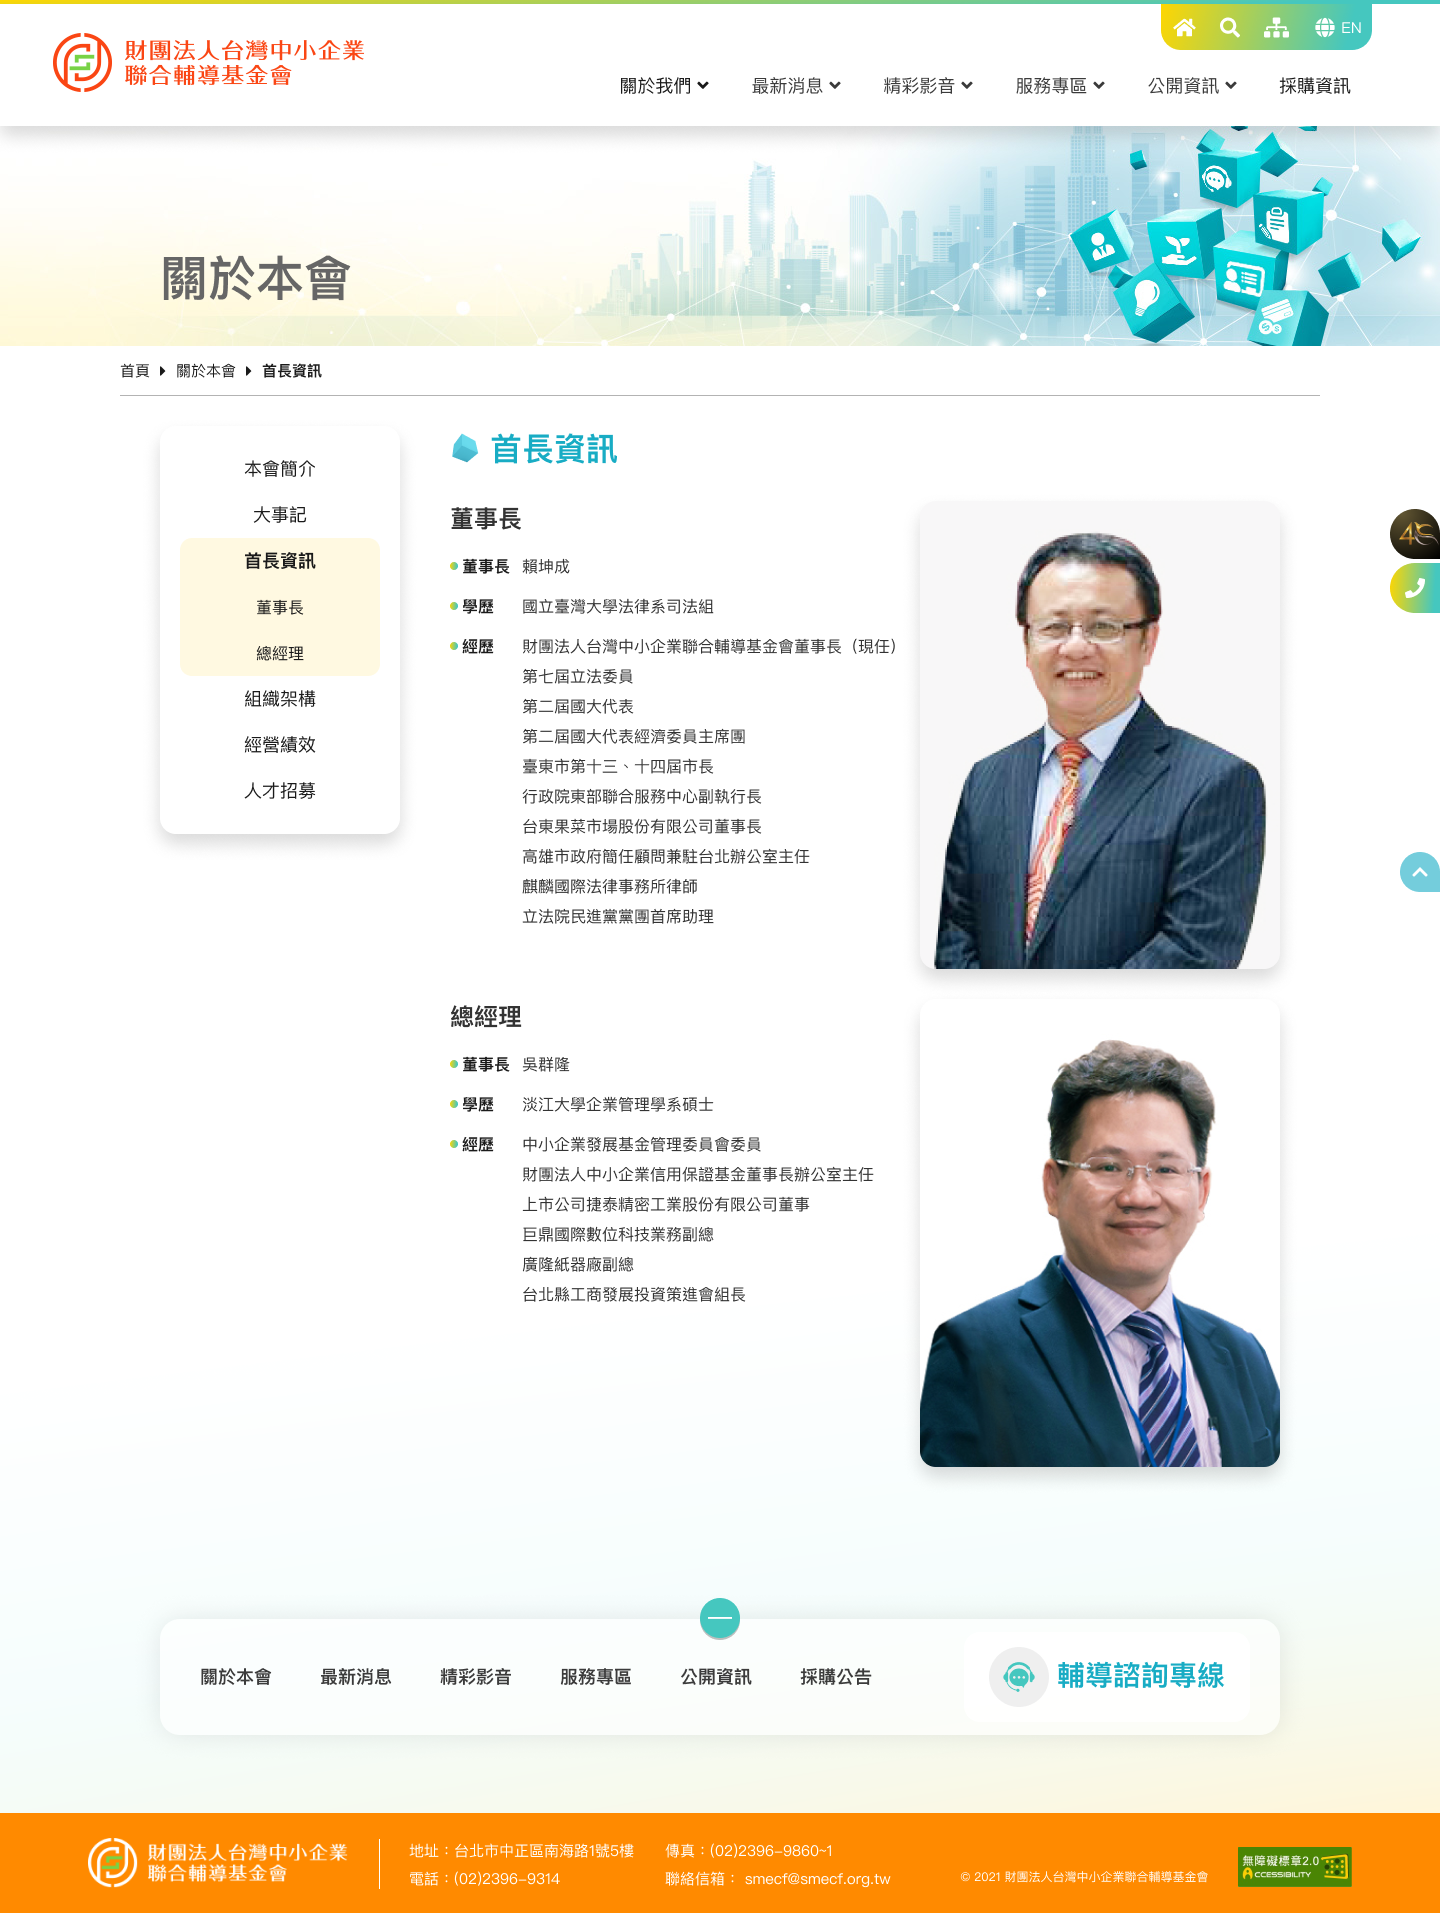 財團法人台灣中小企業
聯合輔導基金會
EN
關於我們
最新消息
精彩影音
服務專區
公開資訊
採購資訊
關於本會
首頁
關於本會
首長資訊
本會簡介
大事記
首長資訊
董事長
總經理
組織架構
經營績效
人才招募
首長資訊
董事長
董事長 賴坤成
學歷 國立臺灣大學法律系司法組
經歷 財團法人台灣中小企業聯合輔導基金會董事長（現任）
第七屆立法委員
第二屆國大代表
第二屆國大代表經濟委員主席團
臺東市第十三、十四屆市長
行政院東部聯合服務中心副執行長
台東果菜市場股份有限公司董事長
高雄市政府簡任顧問兼駐台北辦公室主任
麒麟國際法律事務所律師
立法院民進黨黨團首席助理
總經理
董事長 吳群隆
學歷 淡江大學企業管理學系碩士
經歷 中小企業發展基金管理委員會委員
財團法人中小企業信用保證基金董事長辦公室主任
上市公司捷泰精密工業股份有限公司董事
巨鼎國際數位科技業務副總
廣隆紙器廠副總
台北縣工商發展投資策進會組長
關於本會
最新消息
精彩影音
服務專區
公開資訊
採購公告
輔導諮詢專線
財團法人台灣中小企業
聯合輔導基金會
地址：台北市中正區南海路1號5樓
電話：(02)2396-9314
傳真：(02)2396-9860~1
聯絡信箱： smecf@smecf.org.tw
© 2021 財團法人台灣中小企業聯合輔導基金會
無障礙標章2.0
CCESSIBILITY